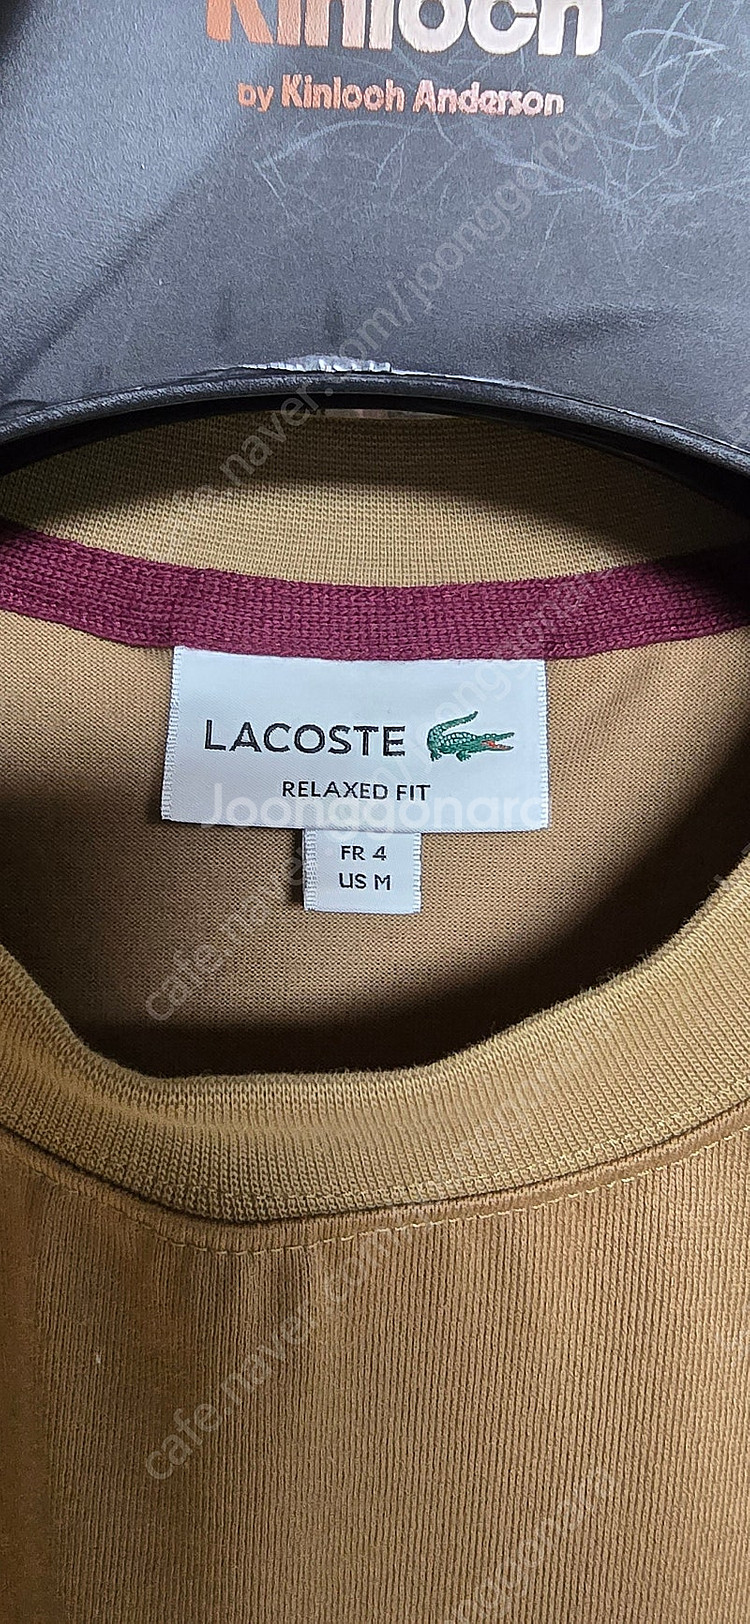 Kinloch
by Kinloch Anderson
LACOSTE
RELAXED FIT
Joonggonara
FR 4
US M
cafe.naver.com/joonggonara
cafe.naver.com/joonggonara
cafe.naver.com/joonggonara